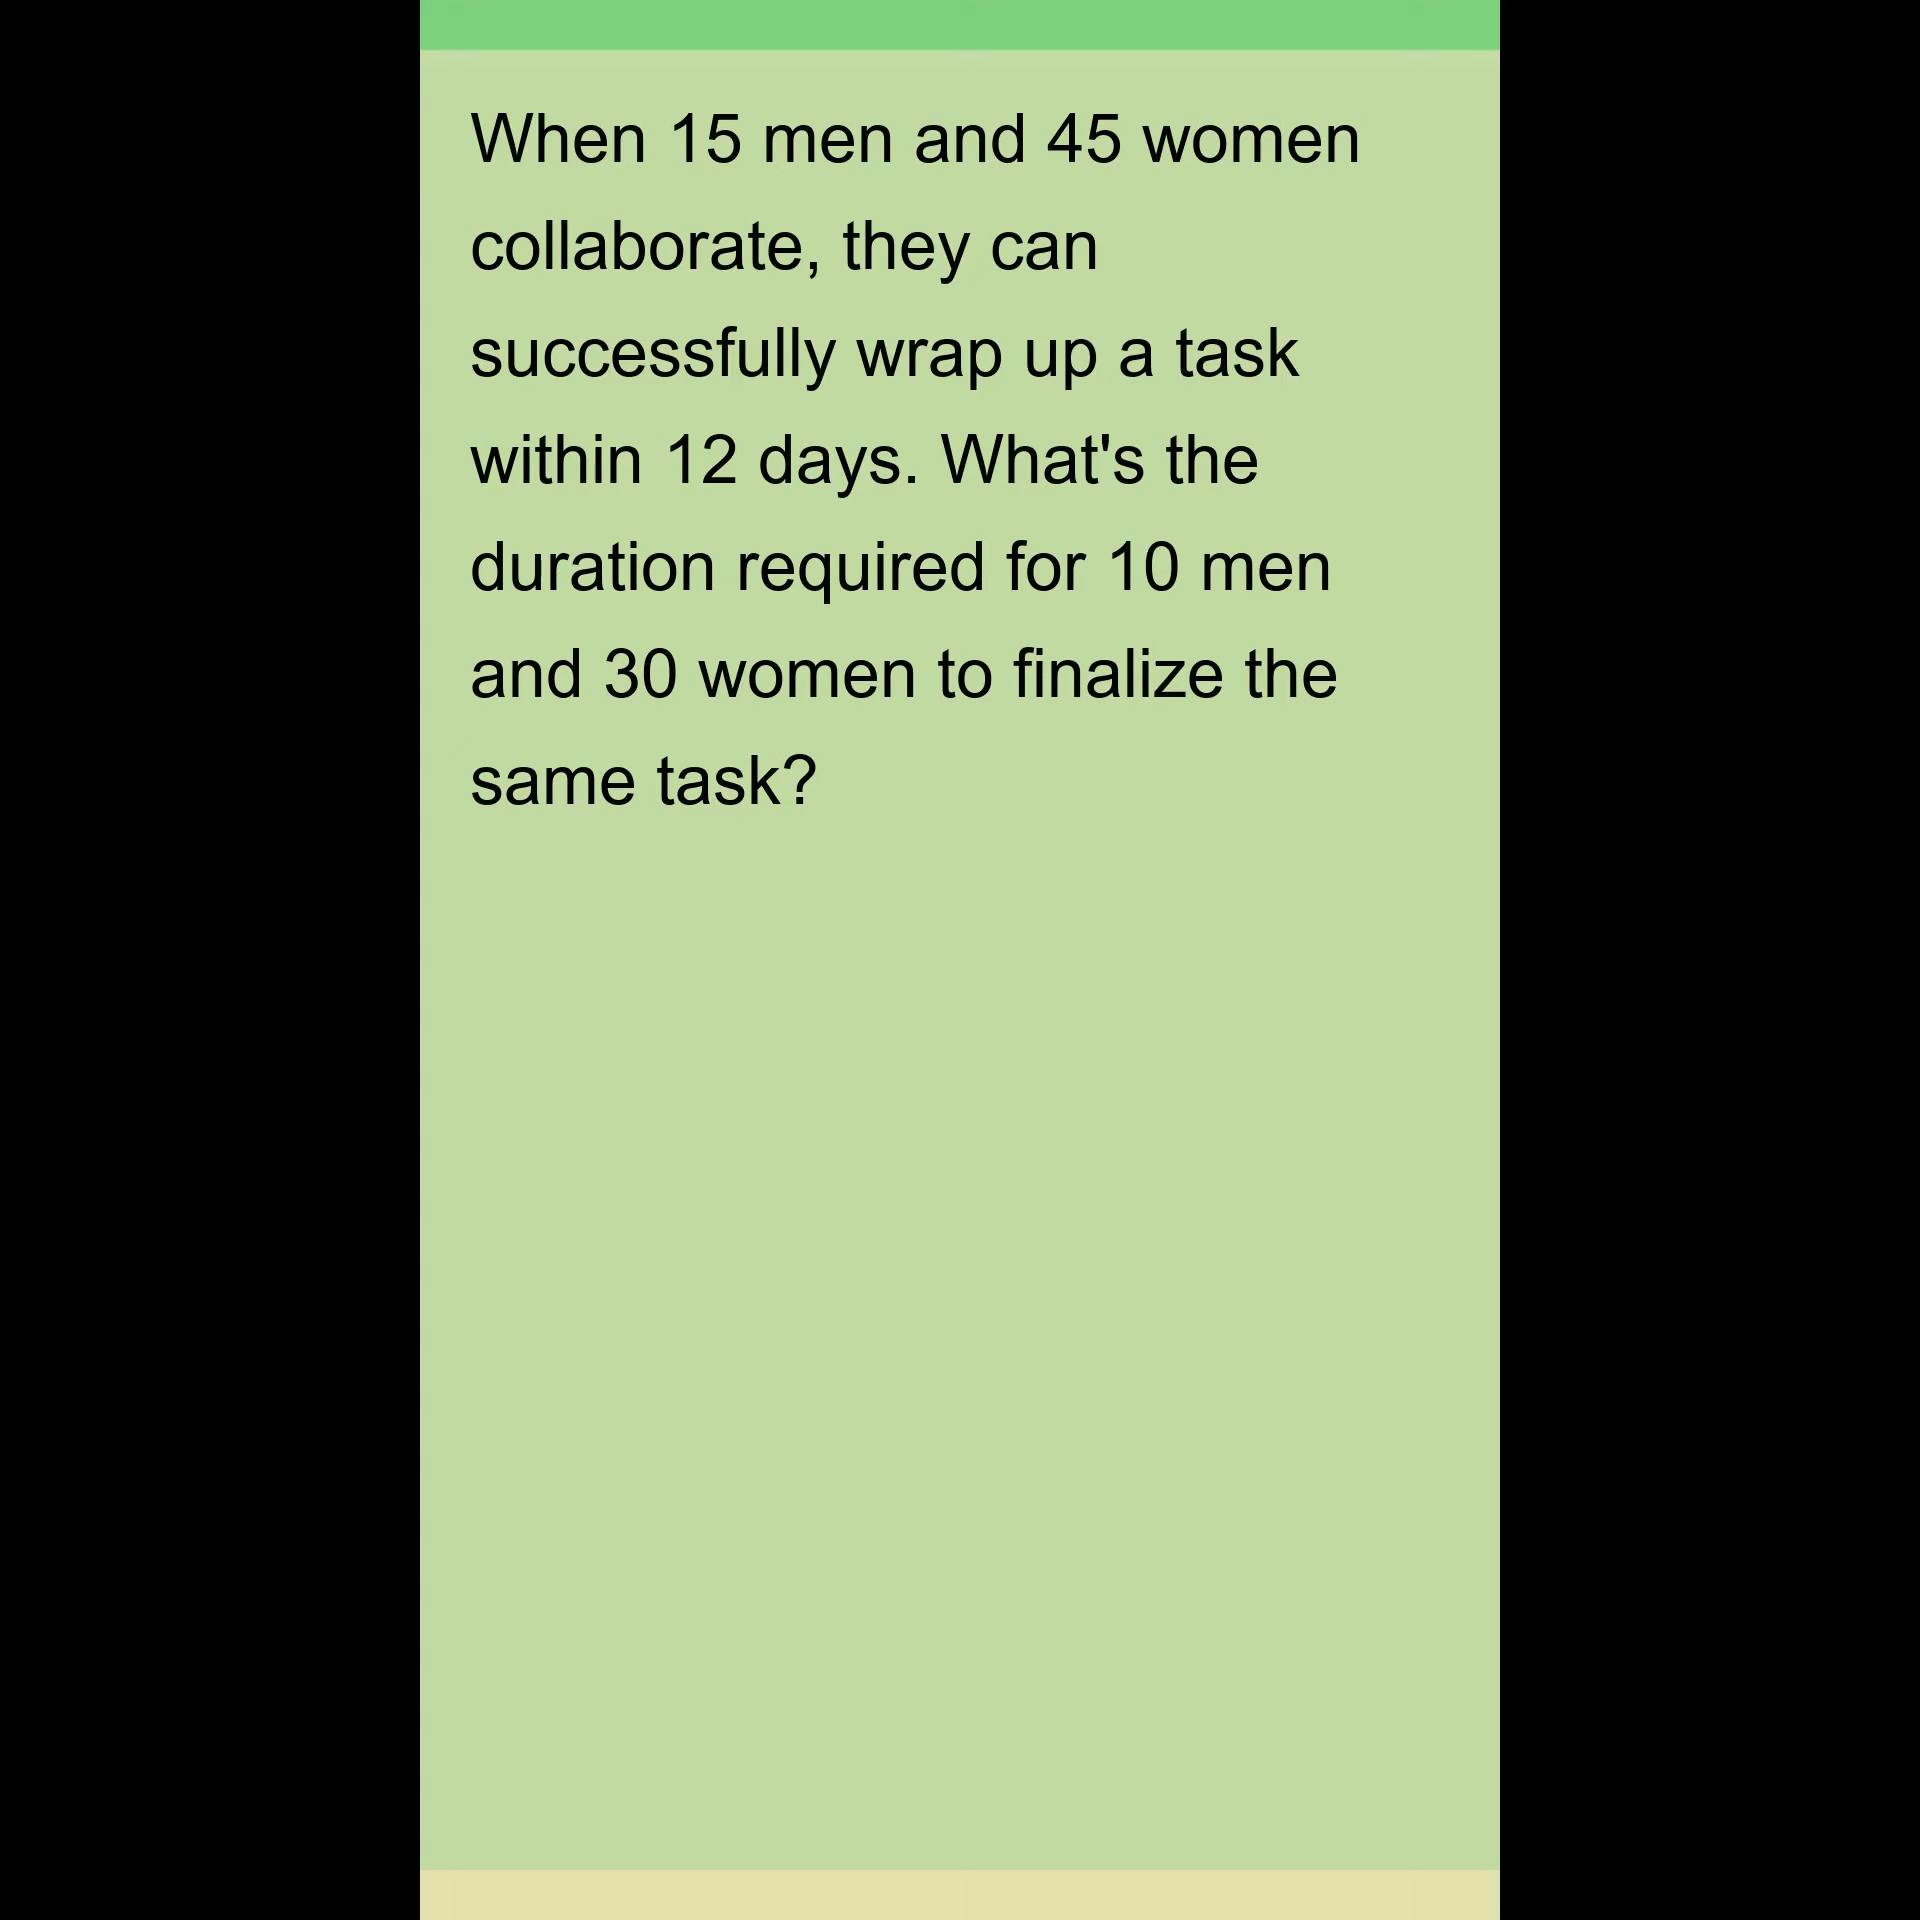 When 15 men and 45 women
collaborate, they can
successfully wrap up a task
within 12 days. What's the
duration required for 10 men
and 30 women to finalize the
same task?